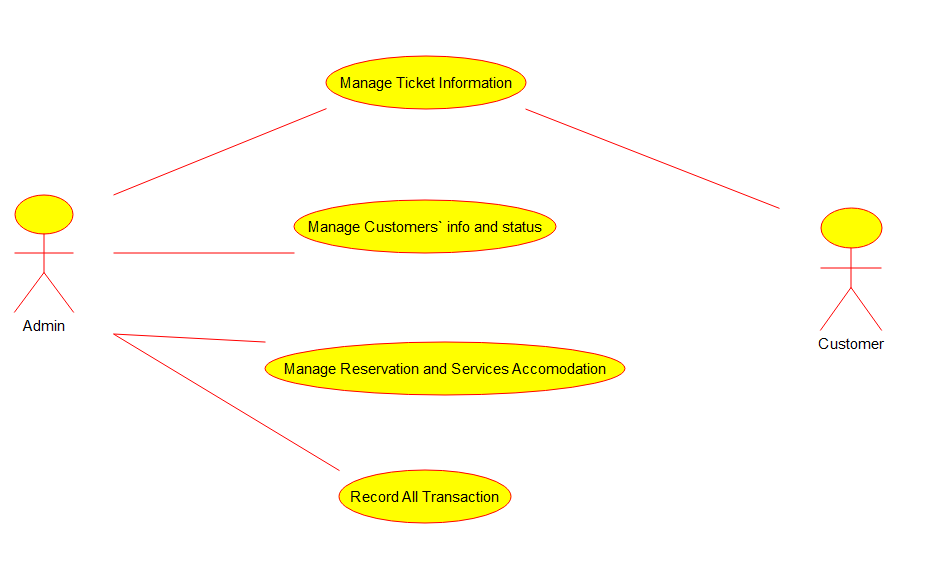 Manage Ticket Information
Manage Customers` info and status
Admin
Customer
Manage Reservation and Services Accomodation
Record All Transaction